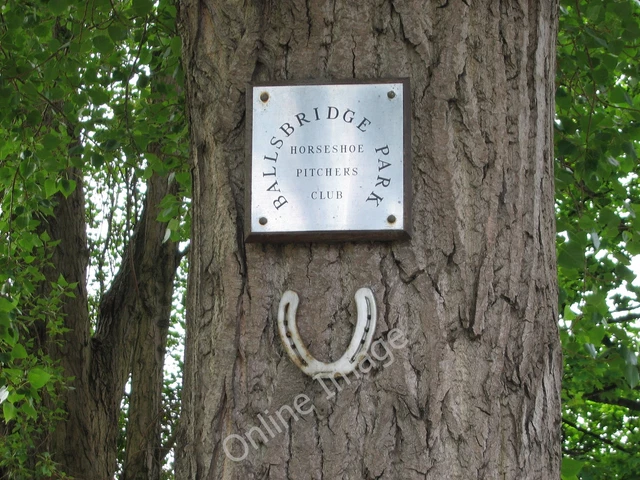 BALLSBRIDGE PARK
HORSESHOE
PITCHERS
CLUB
Online Image